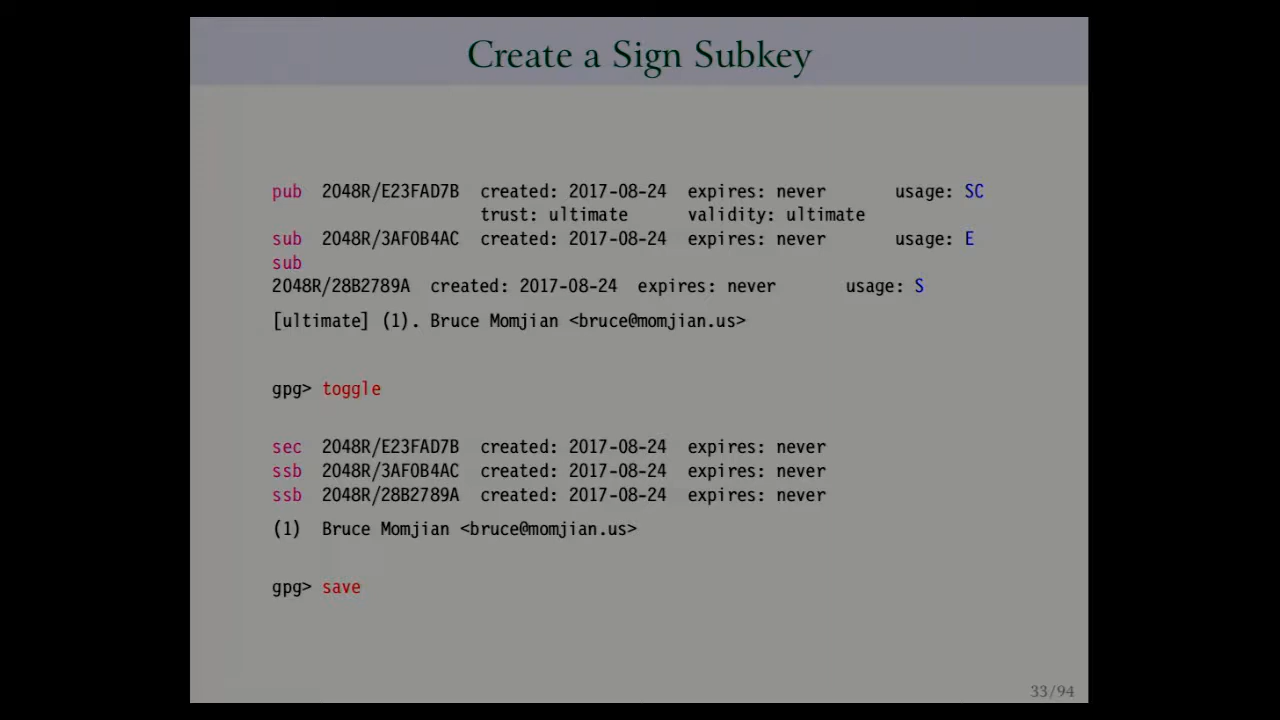 Create a Sign Subkey
pub 2048R/E23FAD7B created: 2017-08-24 expires: never usage: SC
trust: ultimate validity: ultimate
sub 2048R/3AF0B4AC created: 2017-08-24 expires: never usage: E
sub
2048R/28B2789A created: 2017-08-24 expires: never usage: S
[ultimate] (1). Bruce Momjian <bruce@momjian.us>
gpg> toggle
sec 2048R/E23FAD7B created: 2017-08-24 expires: never
ssb 2048R/3AF0B4AC created: 2017-08-24 expires: never
ssb 2048R/28B2789A created: 2017-08-24 expires: never
(1) Bruce Momjian <bruce@momjian.us>
gpg> save
33/94